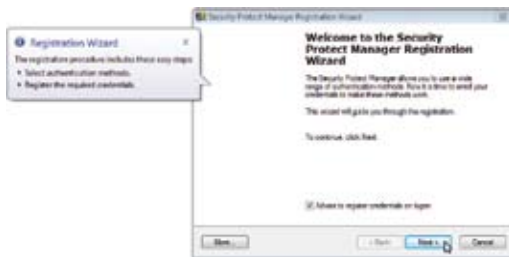 Security Protect Manager Registration Wizard
Registration Wizard
The registration procedure includes these easy steps:
• Select authentication methods.
• Register the required credentials.
Welcome to the Security
Protect Manager Registration
Wizard
The Security Protect Manager allows you to use a wide
range of authentication methods. Now it is time to enroll your
credentials to make these methods work.
This wizard will guide you through the registration.
To continue, click Next.
to register credentials on logon
More...
< Back
Next >
Cancel